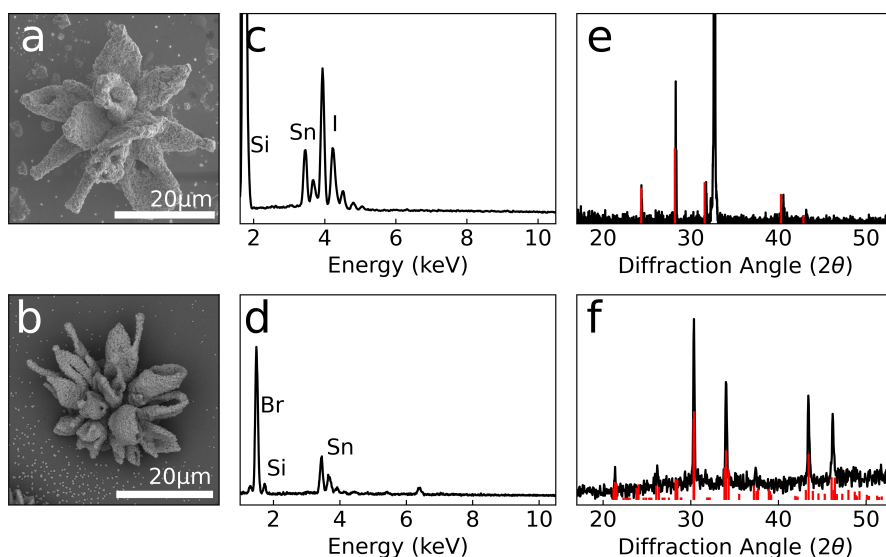 a
20μm
c
Si
Sn
I
2
4
6
8
10
Energy (keV)
e
20
30
40
50
Diffraction Angle (2θ)
b
20μm
d
Br
Si
Sn
2
4
6
8
10
Energy (keV)
f
20
30
40
50
Diffraction Angle (2θ)